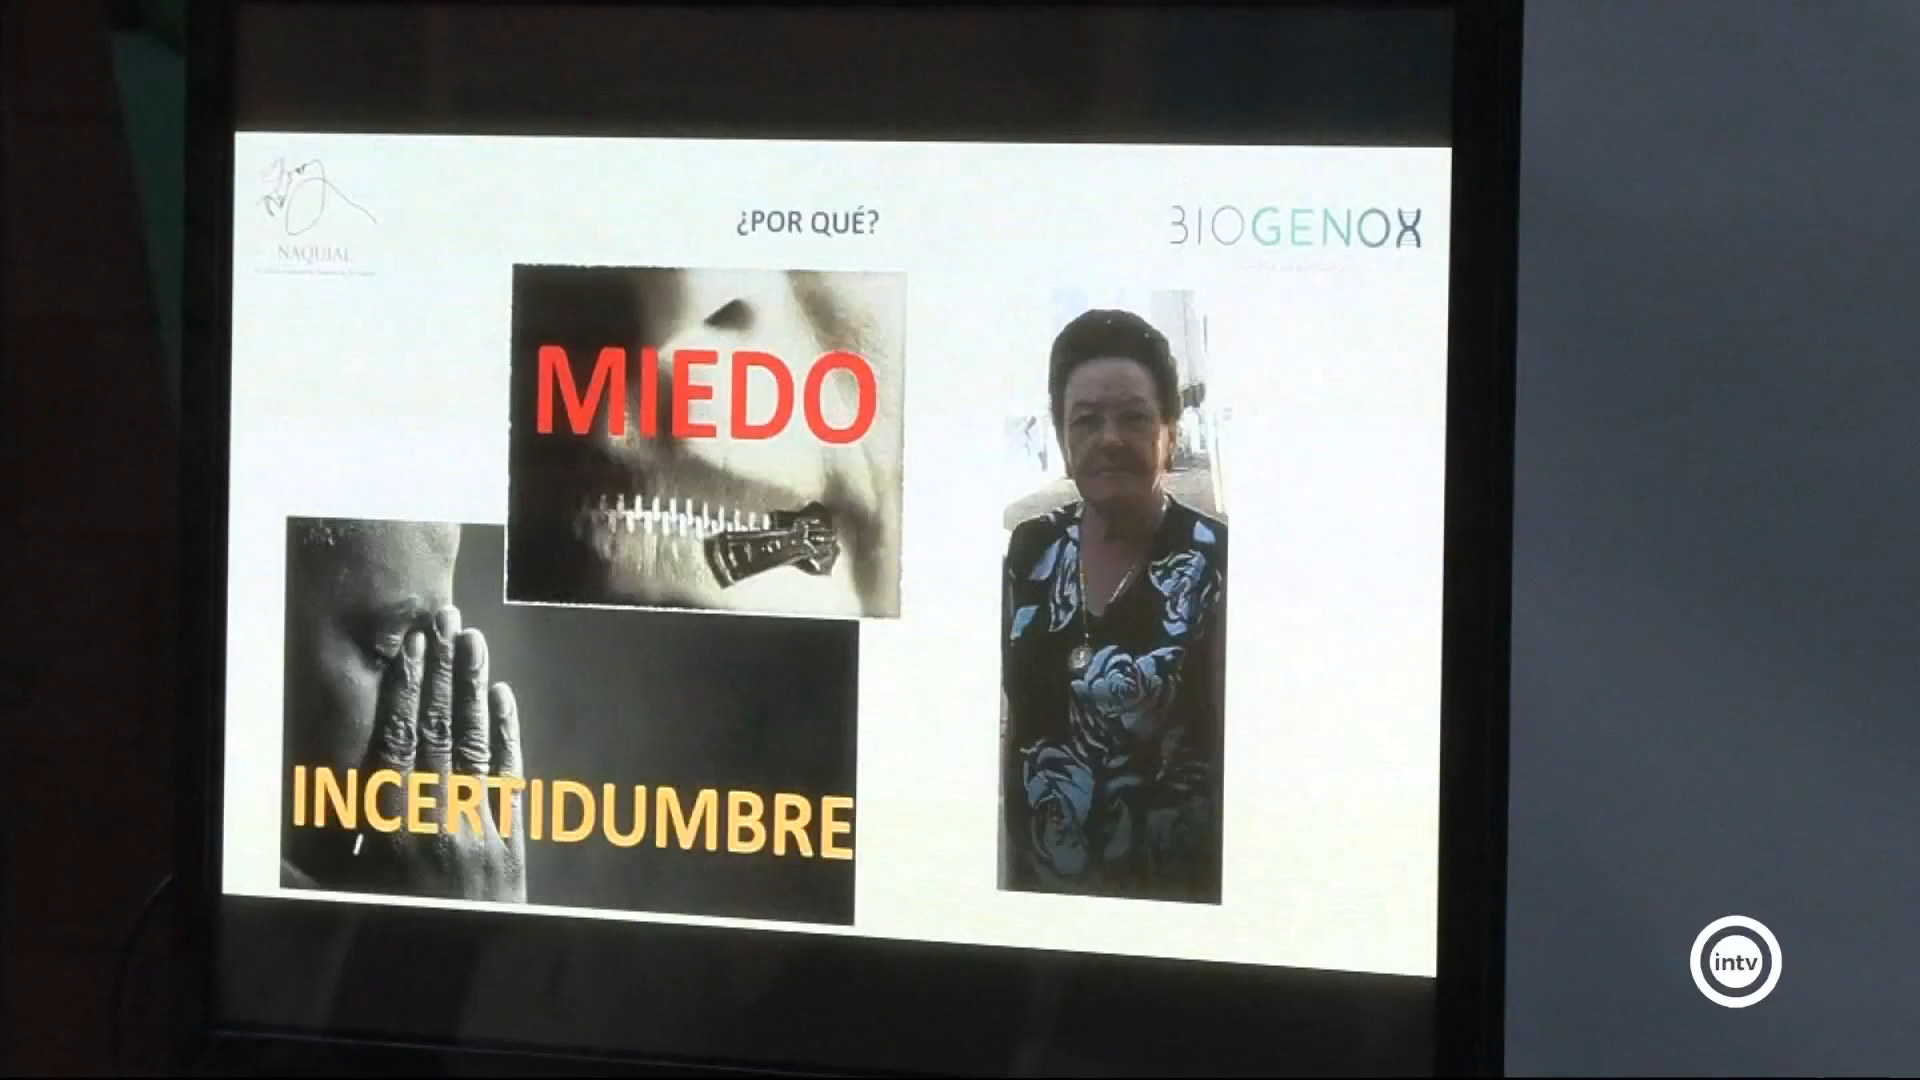 ¿POR QUÉ?
BIOGENOX
NAQUIAL
MIEDO
INCERTIDUMBRE
intv